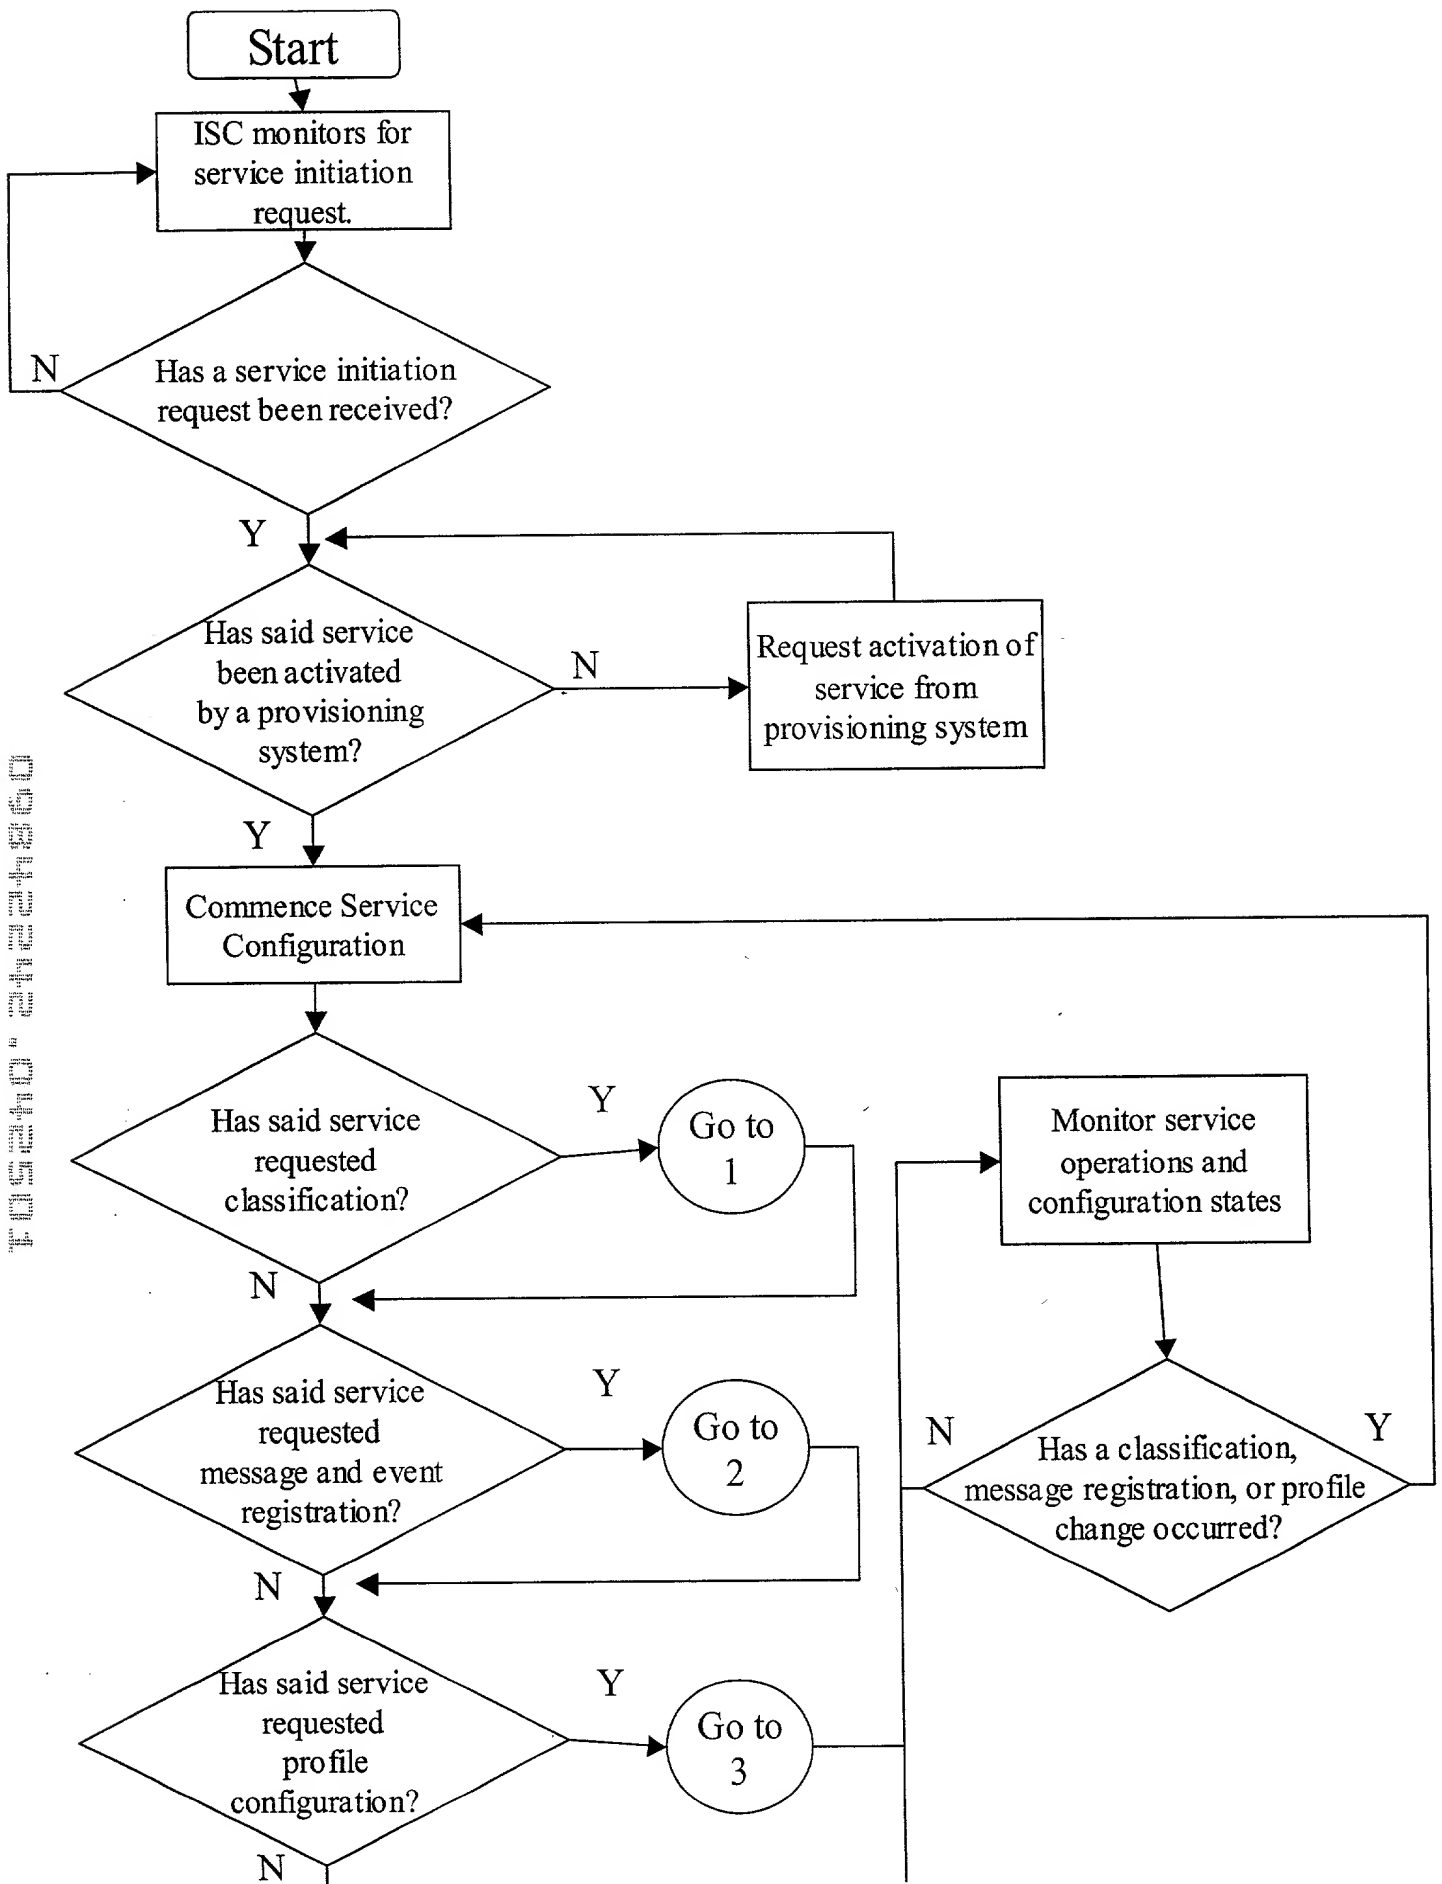 Start
ISC monitors for
service initiation
request.
N
Has a service initiation
request been received?
Y
Has said service
been activated
by a provisioning
system?
N
Request activation of
service from
provisioning system
Y
Commence Service
Configuration
Has said service
requested
classification?
Y
Go to
1
Monitor service
operations and
configuration states
N
Has said service
requested
message and event
registration?
Y
Go to
2
N
Has a classification,
message registration, or profile
change occurred?
Y
N
Has said service
requested
profile
configuration?
Y
Go to
3
N